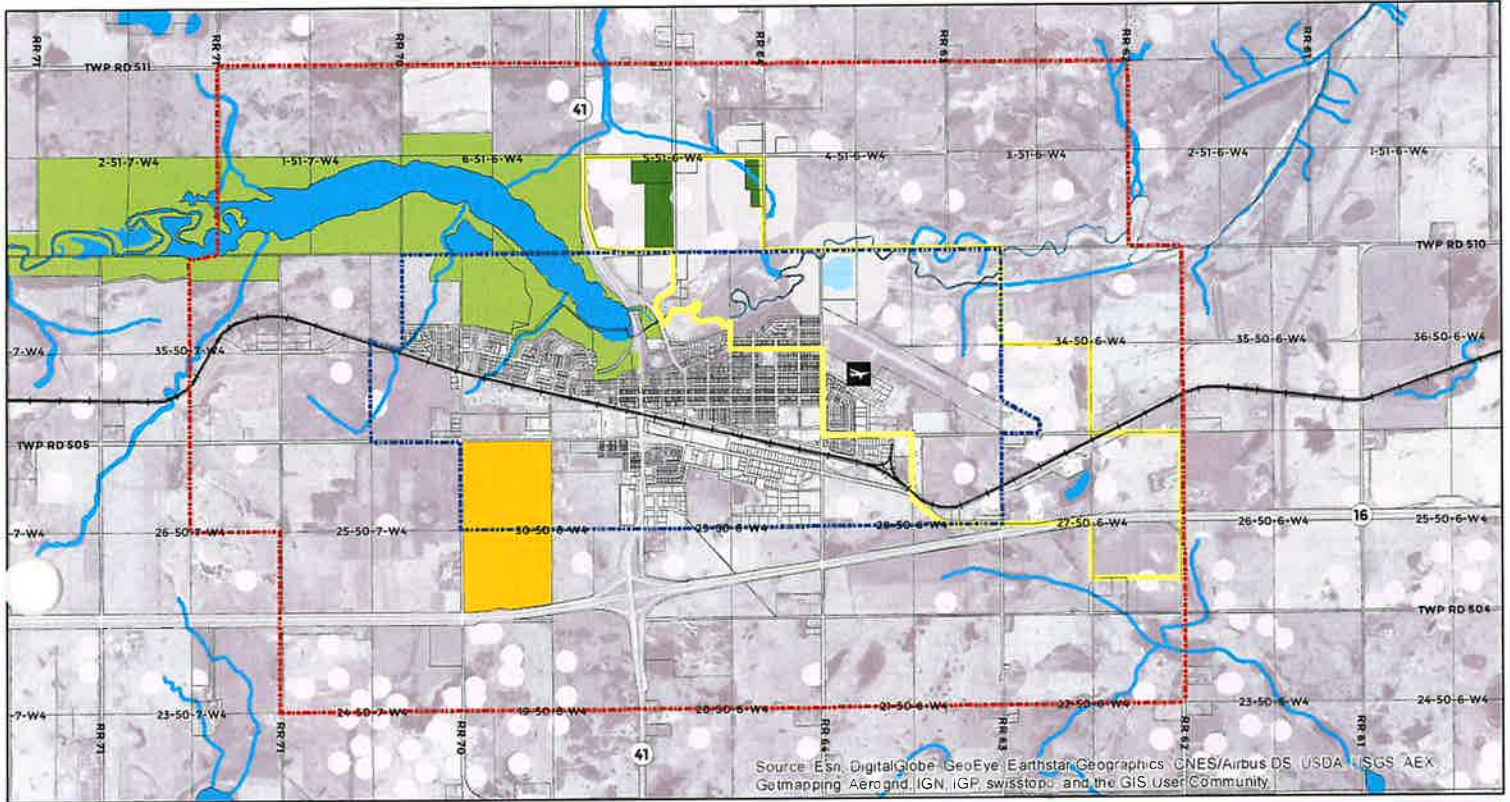 RR 71
RR 71
RR 70
RR 64
RR 63
RR 62
RR 61
TWP RD 511
41
2-51-7-W4
1-51-7-W4
6-51-6-W4
5-51-6-W4
4-51-6-W4
3-51-6-W4
2-51-6-W4
1-51-6-W4
TWP RD 510
-7-W4
35-50-7-W4
34-50-6-W4
35-50-6-W4
36-50-6-W4
TWP RD 505
-7-W4
26-50-7-W4
25-50-7-W4
30-50-6-W4
29-50-6-W4
28-50-6-W4
27-50-6-W4
26-50-6-W4
16
25-50-6-W4
TWP RD 504
-7-W4
23-50-7-W4
24-50-7-W4
19-50-6-W4
20-50-6-W4
21-50-6-W4
22-50-6-W4
23-50-6-W4
24-50-6-W4
RR 71
RR 71
RR 70
41
RR 64
RR 63
RR 62
RR 61
Source: Esri, DigitalGlobe, GeoEye, Earthstar Geographics, CNES/Airbus DS, USDA, USGS, AEX,
Getmapping, Aerogrid, IGN, IGP, swisstopo, and the GIS User Community